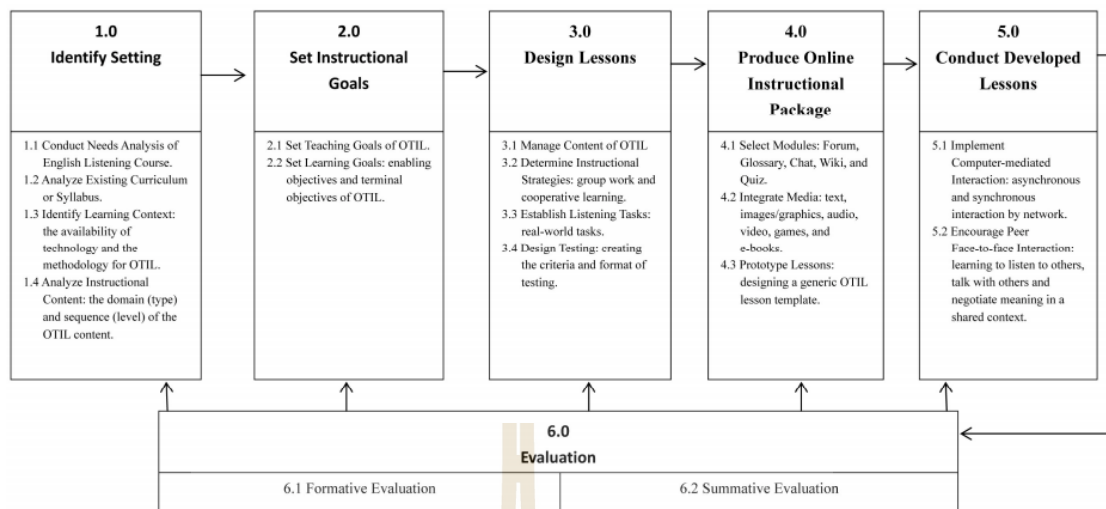 1.0
Identify Setting
1.1 Conduct Needs Analysis of
English Listening Course.
1.2 Analyze Existing Curriculum
or Syllabus.
1.3 Identify Learning Context:
the availability of
technology and the
methodology for OTIL.
1.4 Analyze Instructional
Content: the domain (type)
and sequence (level) of the
OTIL content.
2.0
Set Instructional
Goals
2.1 Set Teaching Goals of OTIL.
2.2 Set Learning Goals: enabling
objectives and terminal
objectives of OTIL.
3.0
Design Lessons
3.1 Manage Content of OTIL
3.2 Determine Instructional
Strategies: group work and
cooperative learning.
3.3 Establish Listening Tasks:
real-world tasks.
3.4 Design Testing: creating
the criteria and format of
testing.
4.0
Produce Online
Instructional
Package
4.1 Select Modules: Forum,
Glossary, Chat, Wiki, and
Quiz.
4.2 Integrate Media: text,
images/graphics, audio,
video, games, and
e-books.
4.3 Prototype Lessons:
designing a generic OTIL
lesson template.
5.0
Conduct Developed
Lessons
5.1 Implement
Computer-mediated
Interaction: asynchronous
and synchronous
interaction by network.
5.2 Encourage Peer
Face-to-face Interaction:
learning to listen to others,
talk with others and
negotiate meaning in a
shared context.
6.0
Evaluation
6.1 Formative Evaluation
6.2 Summative Evaluation